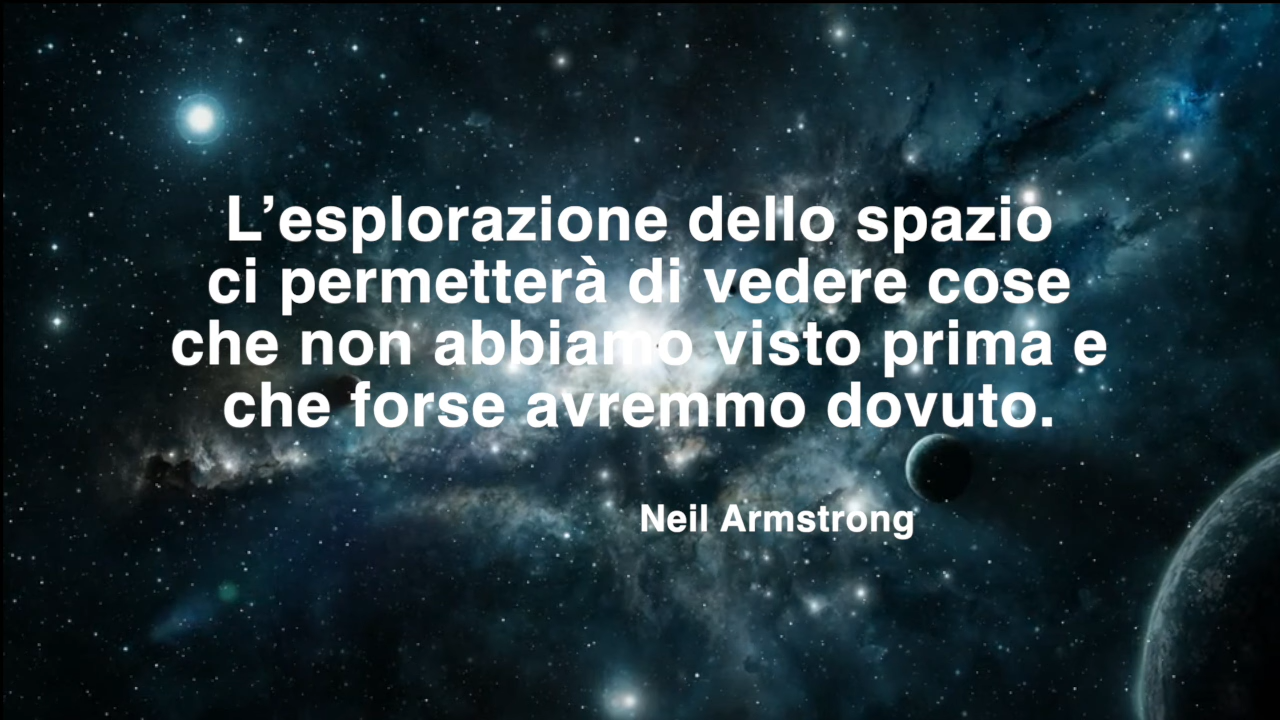 L’esplorazione dello spazio
ci permetterà di vedere cose
che non abbiamo visto prima e
che forse avremmo dovuto.
Neil Armstrong